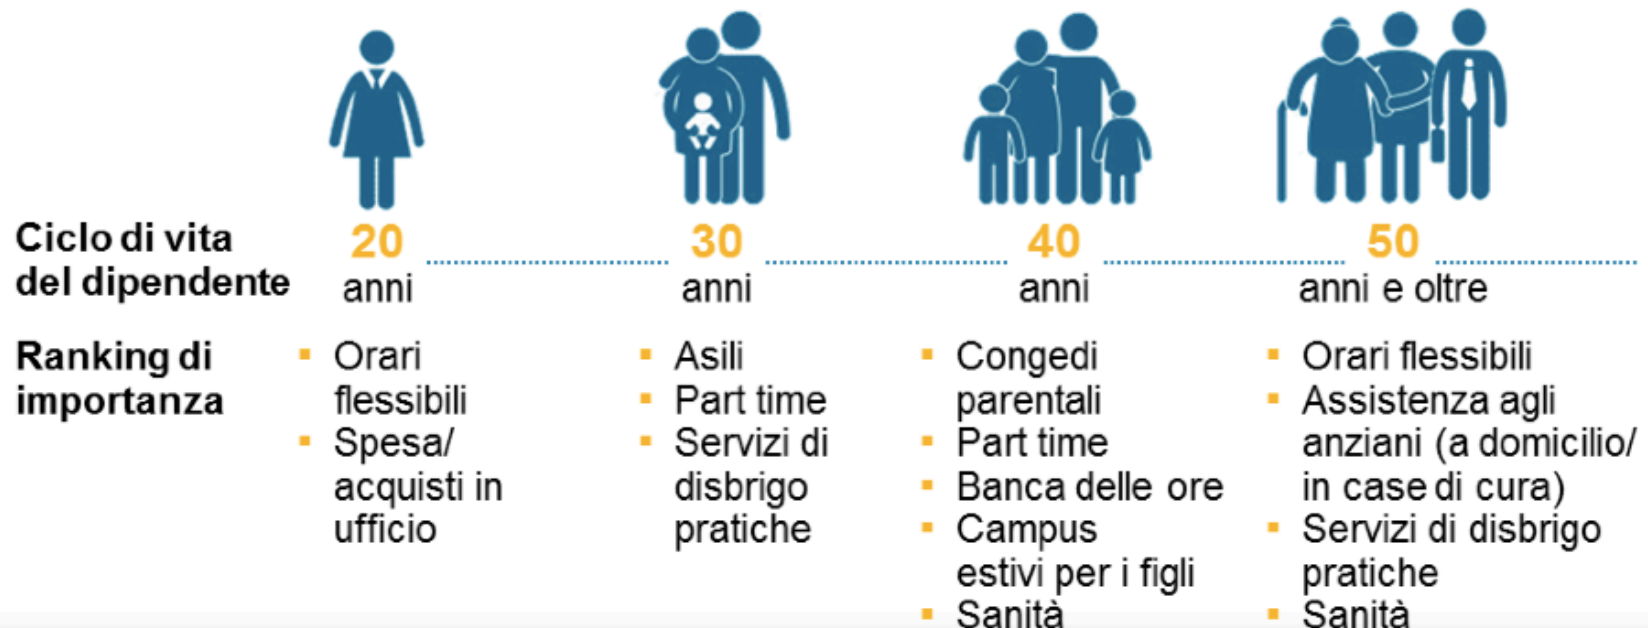 Ciclo di vita
del dipendente
20
anni
30
anni
40
anni
50
anni e oltre
Ranking di
importanza
Orari
flessibili
Spesa/
acquisti in
ufficio
Asili
Part time
Servizi di
disbrigo
pratiche
Congedi
parentali
Part time
Banca delle ore
Campus
estivi per i figli
Sanità
Orari flessibili
Assistenza agli
anziani (a domicilio/
in case di cura)
Servizi di disbrigo
pratiche
Sanità